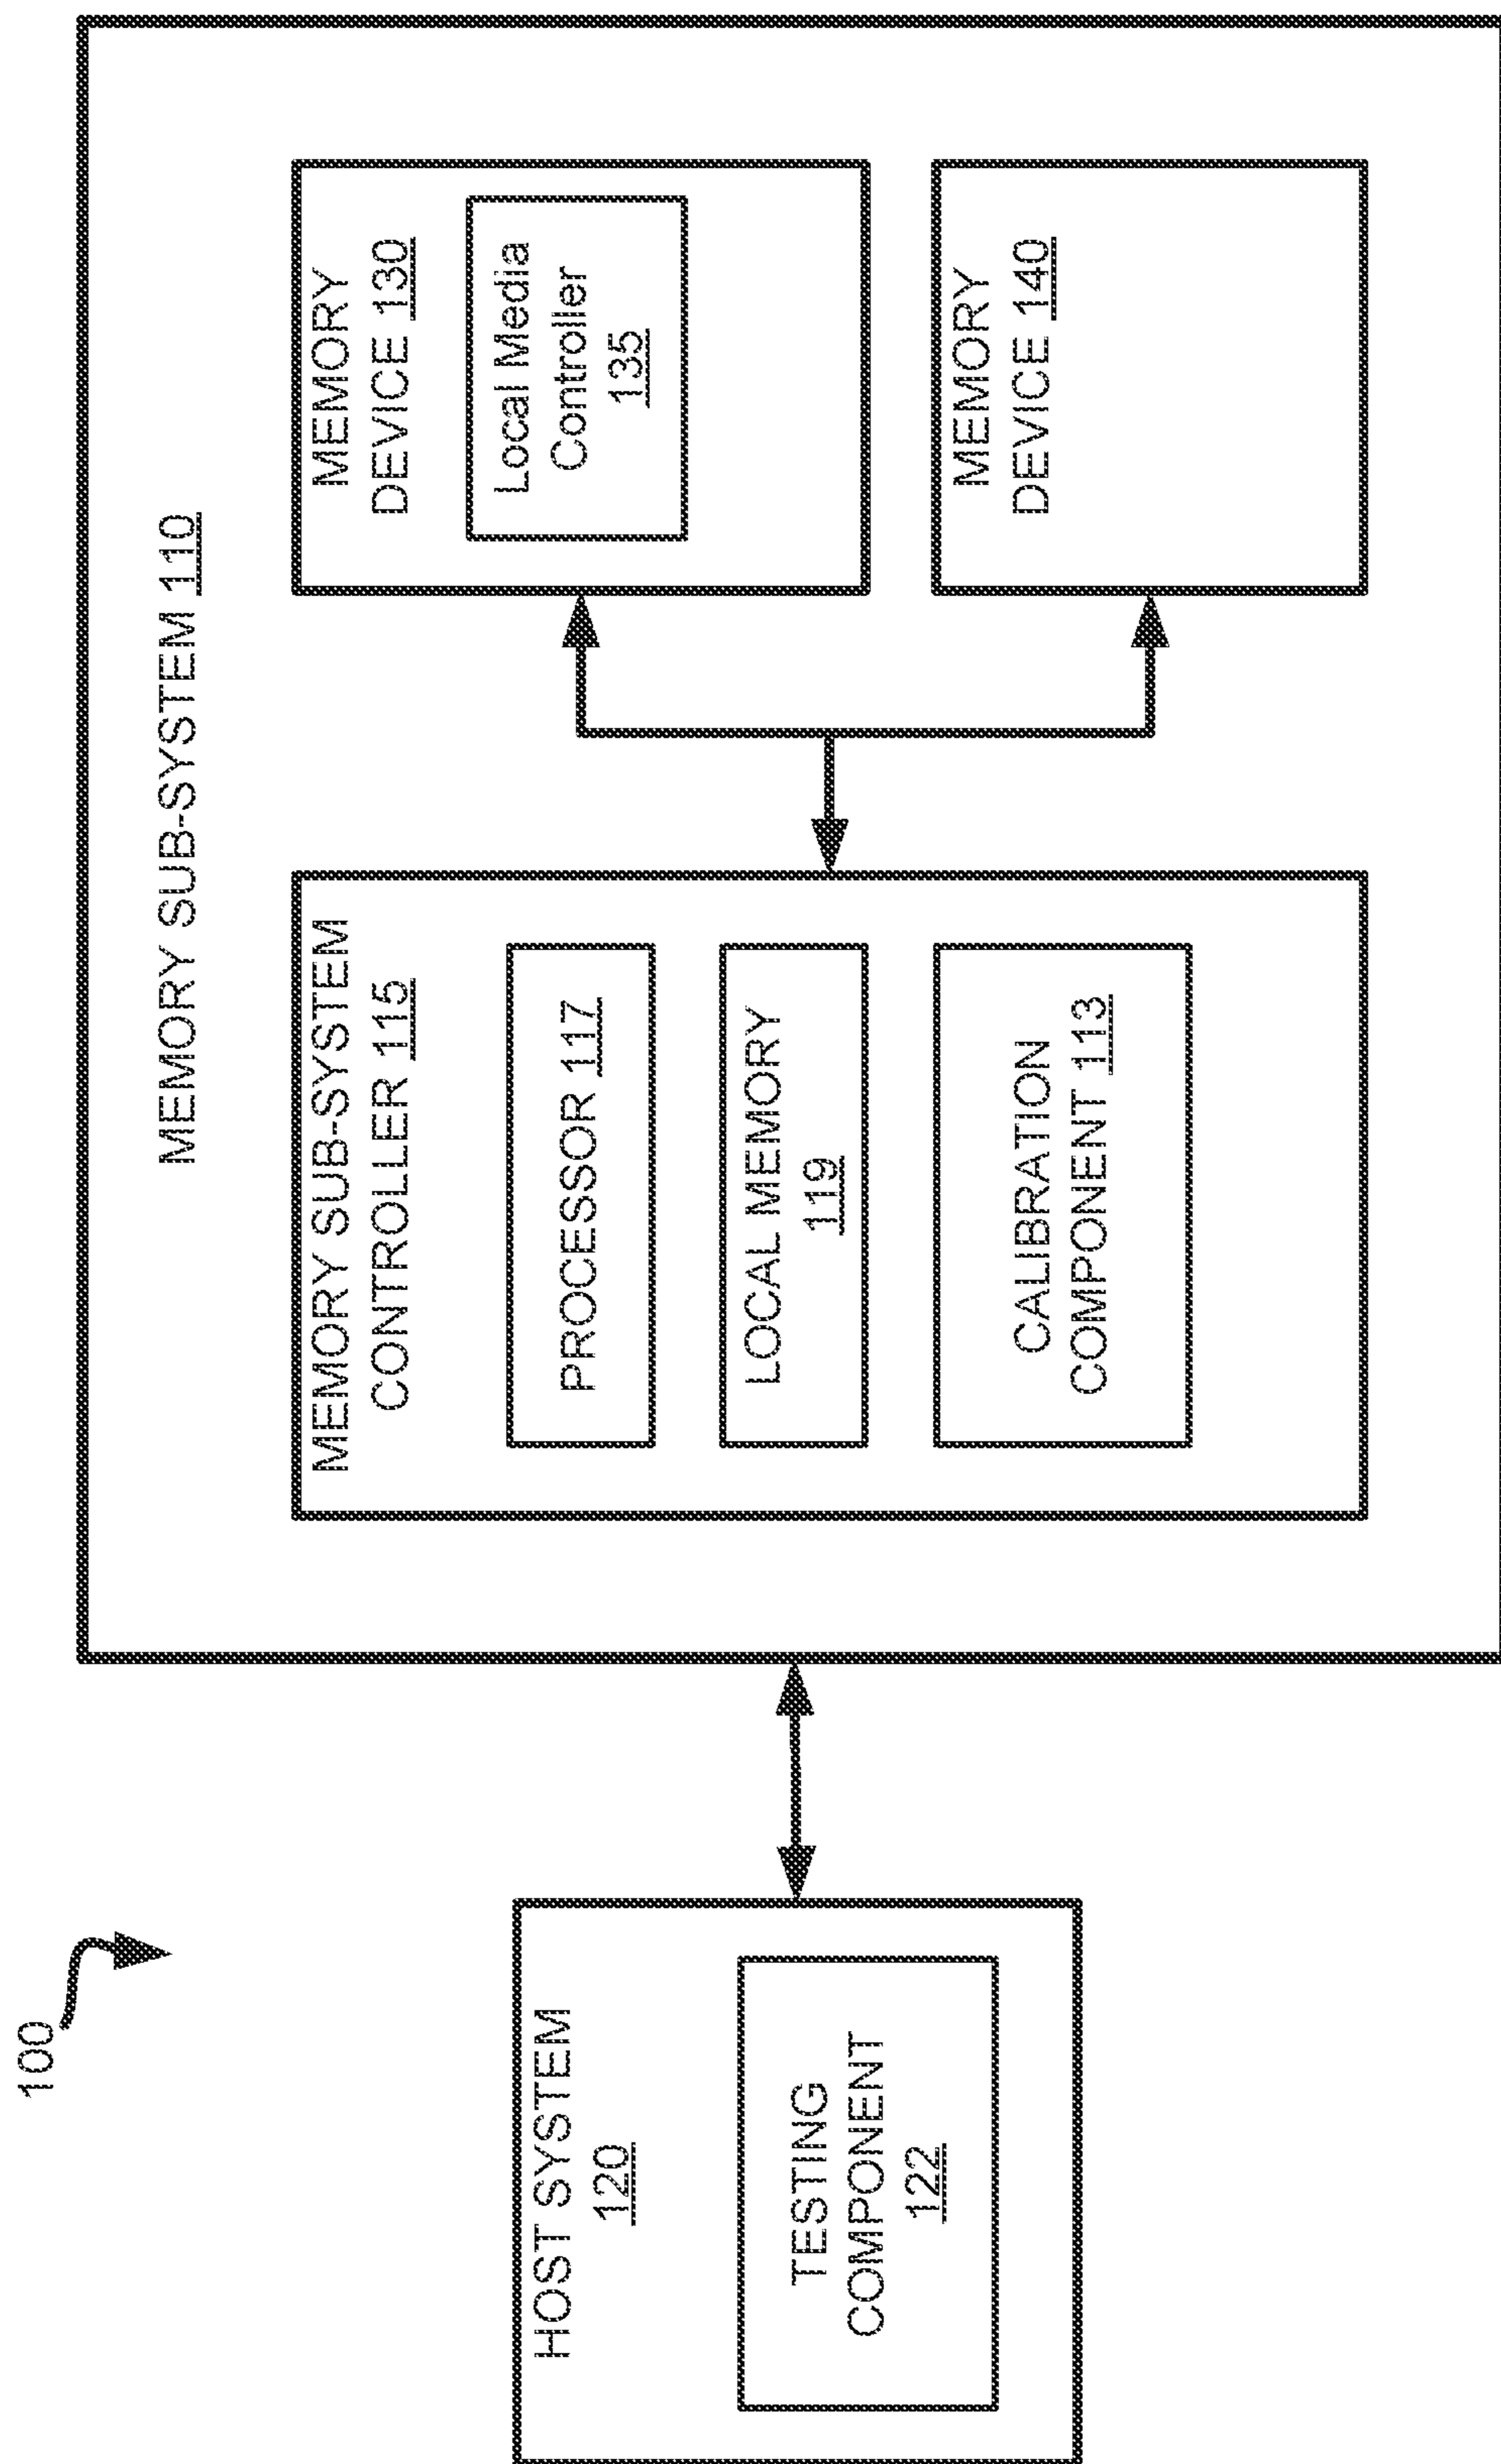 100
HOST SYSTEM
120
TESTING
COMPONENT
122
MEMORY SUB-SYSTEM 110
MEMORY SUB-SYSTEM
CONTROLLER 115
PROCESSOR 117
LOCAL MEMORY
119
CALIBRATION
COMPONENT 113
MEMORY
DEVICE 130
Local Media
Controller
135
MEMORY
DEVICE 140